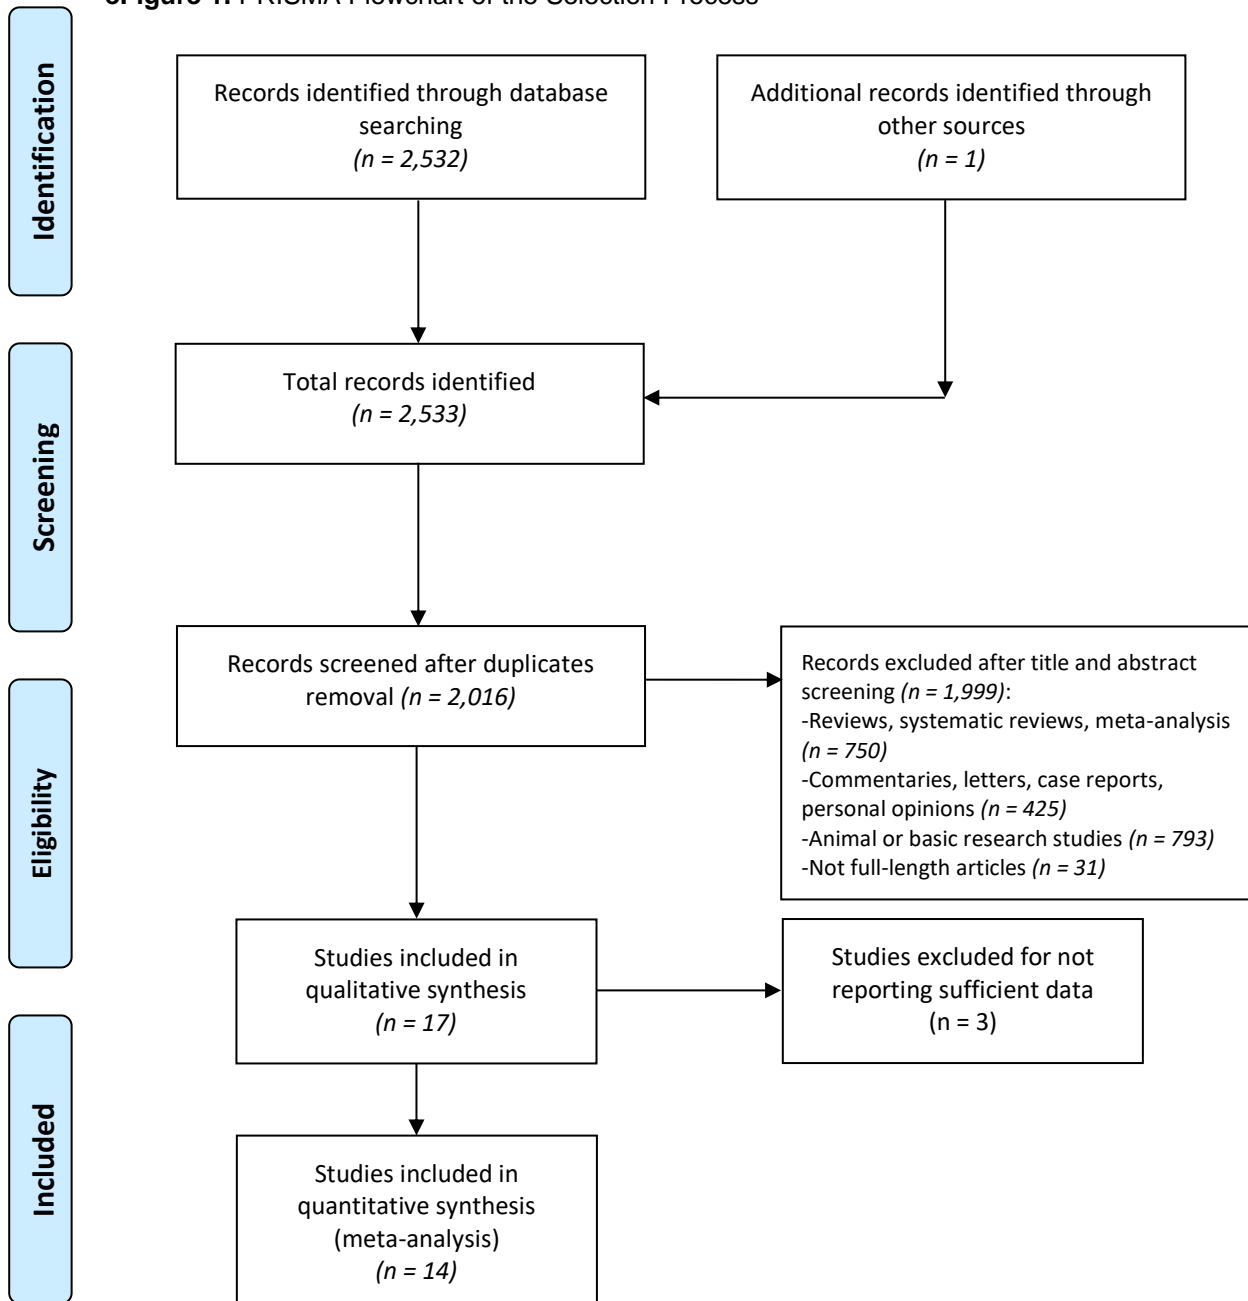 eFigure 1. PRISMA Flowchart of the Selection Process
Identification
Records identified through database
searching
(n = 2,532)
Additional records identified through
other sources
(n = 1)
Screening
Total records identified
(n = 2,533)
Records screened after duplicates
removal (n = 2,016)
Records excluded after title and abstract
screening (n = 1,999):
-Reviews, systematic reviews, meta-analysis
(n = 750)
-Commentaries, letters, case reports,
personal opinions (n = 425)
-Animal or basic research studies (n = 793)
-Not full-length articles (n = 31)
Eligibility
Studies included in
qualitative synthesis
(n = 17)
Studies excluded for not
reporting sufficient data
(n = 3)
Included
Studies included in
quantitative synthesis
(meta-analysis)
(n = 14)